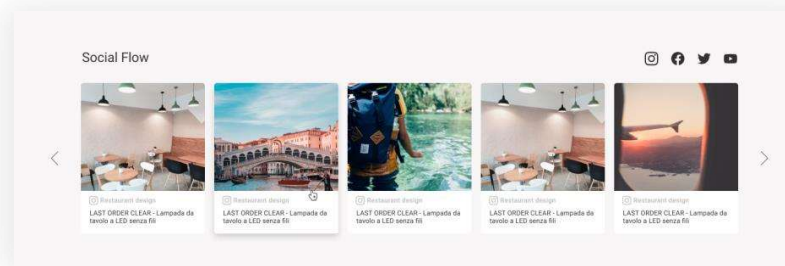 Social Flow
Restaurant design
LAST ORDER CLEAR - Lampada da
tavolo a LED senza fili
Restaurant design
LAST ORDER CLEAR - Lampada da
tavolo a LED senza fili
Restaurant design
LAST ORDER CLEAR - Lampada da
tavolo a LED senza fili
Restaurant design
LAST ORDER CLEAR - Lampada da
tavolo a LED senza fili
Restaurant design
LAST ORDER CLEAR - Lampada da
tavolo a LED senza fili